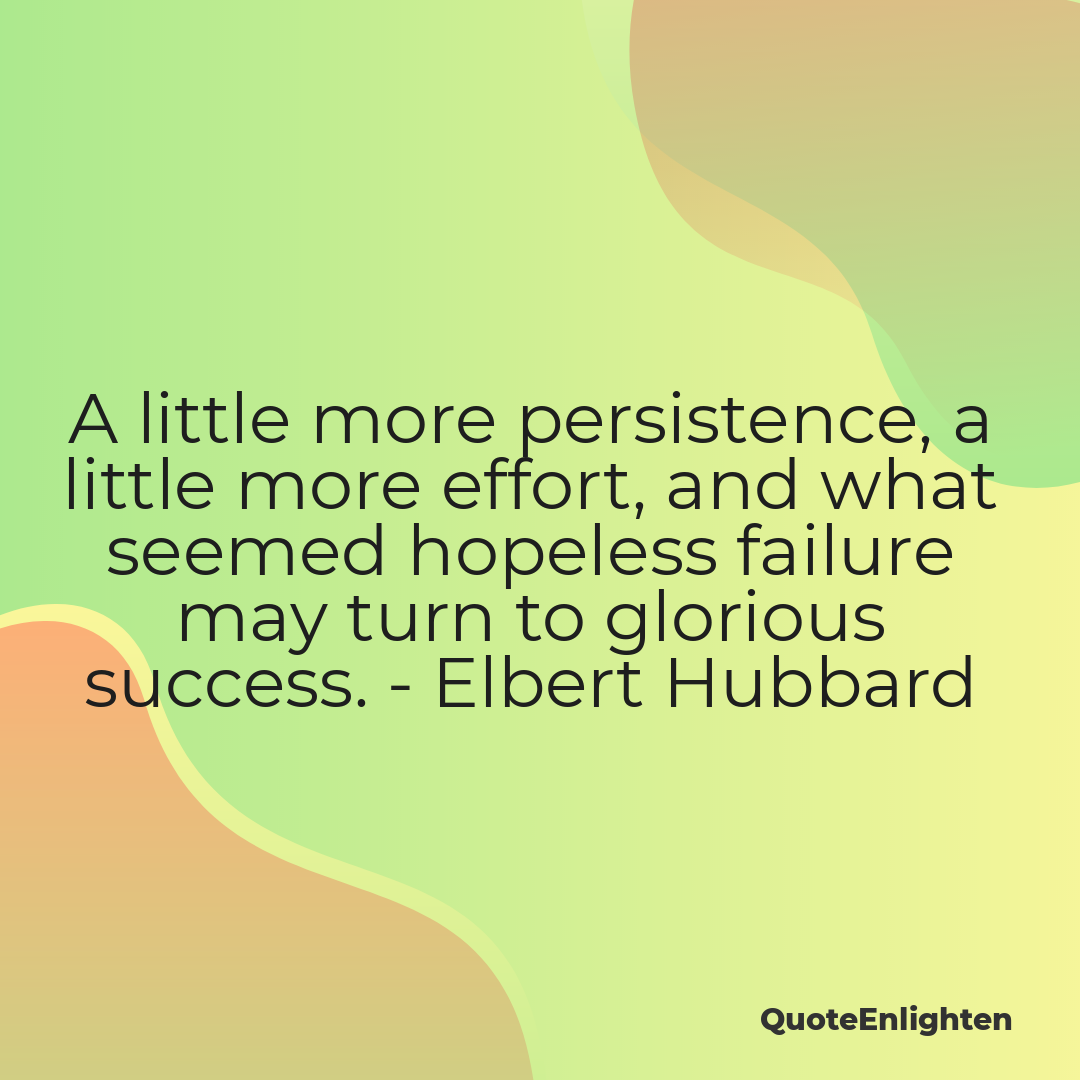 A little more persistence, a
little more effort, and what
seemed hopeless failure
may turn to glorious
success. - Elbert Hubbard
QuoteEnlighten